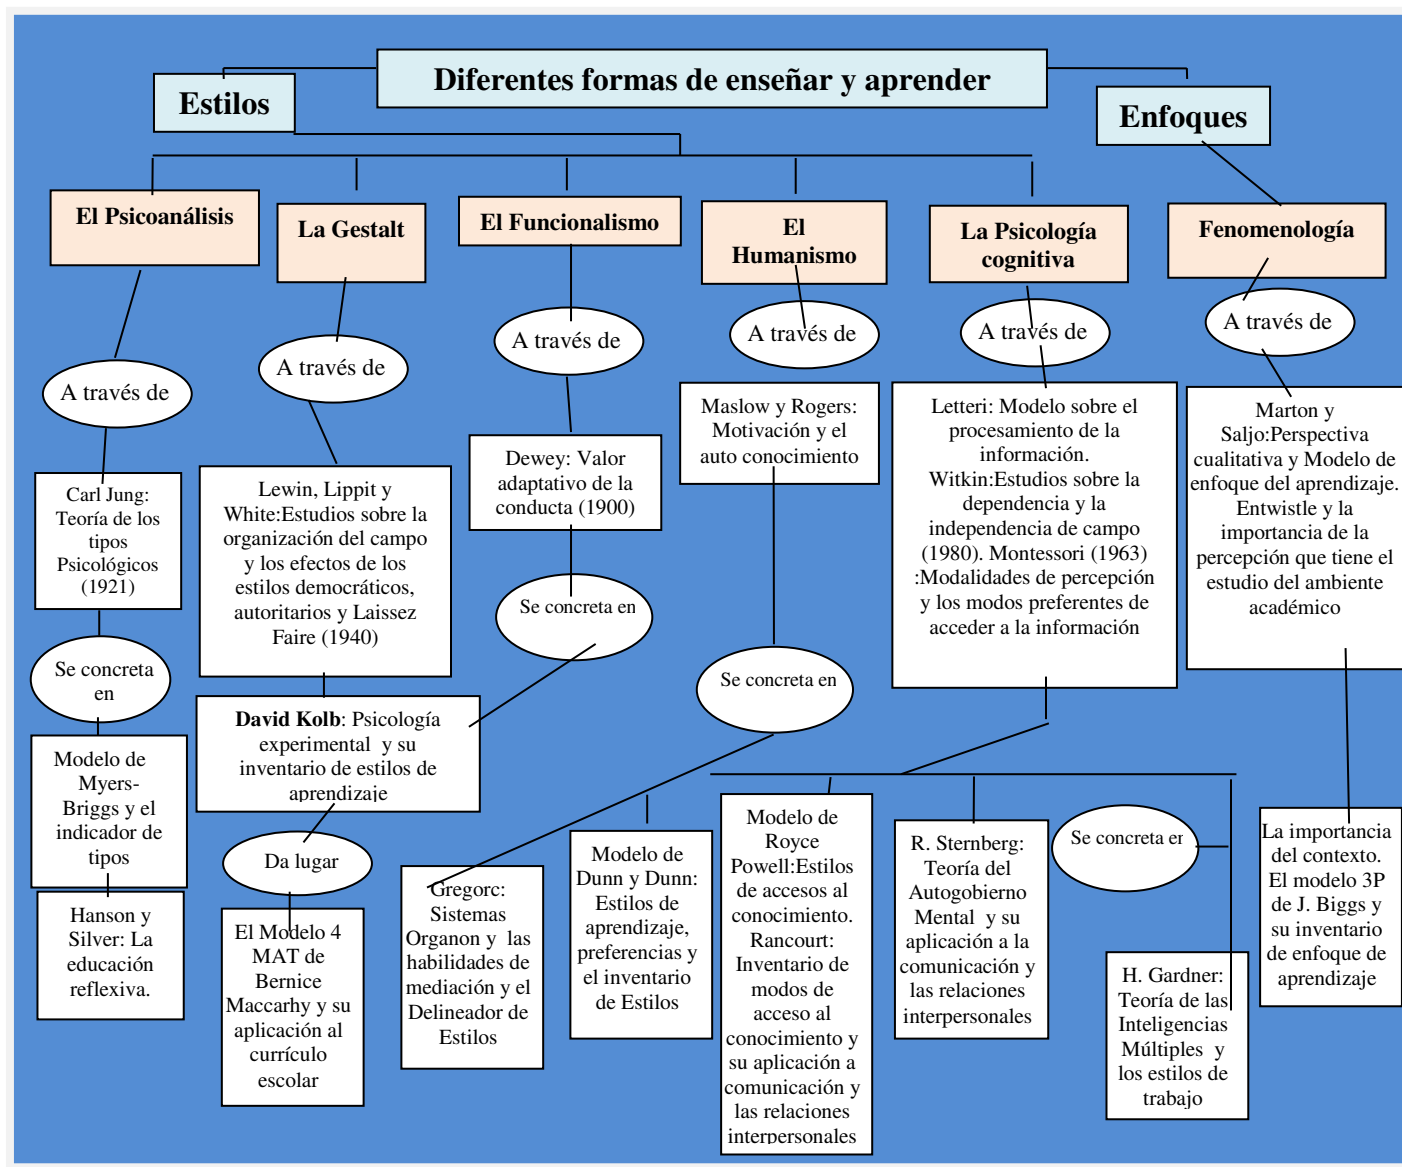 Diferentes formas de enseñar y aprender
Estilos
Enfoques
El Psicoanálisis
La Gestalt
El Funcionalismo
El
Humanismo
La Psicología
cognitiva
Fenomenología
A través de
A través de
A través de
A través de
A través de
A través de
Carl Jung:
Teoría de los
tipos
Psicológicos
(1921)
Lewin, Lippit y
White:Estudios sobre la
organización del campo
y los efectos de los
estilos democráticos,
autoritarios y Laissez
Faire (1940)
Dewey: Valor
adaptativo de la
conducta (1900)
Maslow y Rogers:
Motivación y el
auto conocimiento
Letteri: Modelo sobre el
procesamiento de la
información.
Witkin:Estudios sobre la
dependencia y la
independencia de campo
(1980). Montessori (1963)
:Modalidades de percepción
y los modos preferentes de
acceder a la información
Marton y
Saljo:Perspectiva
cualitativa y Modelo de
enfoque del aprendizaje.
Entwistle y la
importancia de la
percepción que tiene el
estudio del ambiente
académico
Se concreta
en
Se concreta en
Se concreta en
David Kolb: Psicología
experimental y su
inventario de estilos de
aprendizaje
Modelo de
Myers-
Briggs y el
indicador de
tipos
Da lugar
Se concreta en
Hanson y
Silver: La
educación
reflexiva.
El Modelo 4
MAT de
Bernice
Maccarhy y su
aplicación al
currículo
escolar
Gregorc:
Sistemas
Organon y las
habilidades de
mediación y el
Delineador de
Estilos
Modelo de
Dunn y Dunn:
Estilos de
aprendizaje,
preferencias y
el inventario
de Estilos
Modelo de
Royce
Powell:Estilos
de accesos al
conocimiento.
Rancourt:
Inventario de
modos de
acceso al
conocimiento y
su aplicación a
comunicación y
las relaciones
interpersonales
R. Sternberg:
Teoría del
Autogobierno
Mental y su
aplicación a la
comunicación y
las relaciones
interpersonales
H. Gardner:
Teoría de las
Inteligencias
Múltiples y
los estilos de
trabajo
La importancia
del contexto.
El modelo 3P
de J. Biggs y
su inventario
de enfoque de
aprendizaje